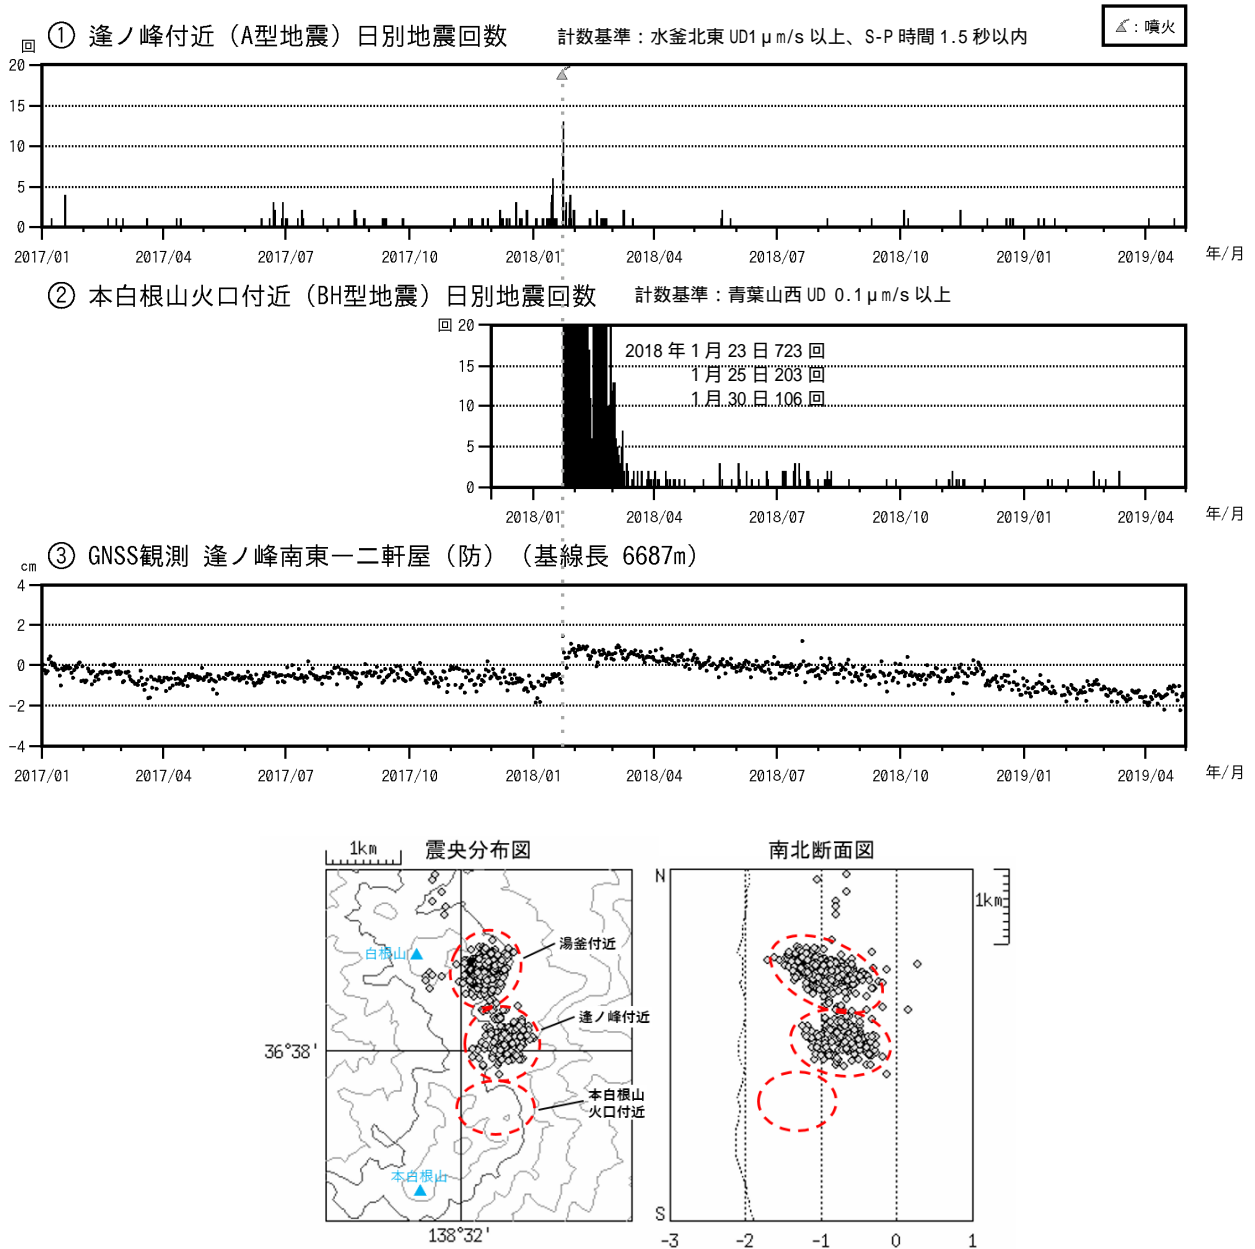 ① 逢ノ峰付近（A型地震）日別地震回数 計数基準：水釜北東 UD1μm/s 以上、S-P 時間 1.5 秒以内
：噴火
回
20
15
10
5
0
2017/01 2017/04 2017/07 2017/10 2018/01 2018/04 2018/07 2018/10 2019/01 2019/04 年/月
② 本白根山火口付近（BH型地震）日別地震回数 計数基準：青葉山西 UD 0.1μm/s 以上
回 20
15
10
5
0
2018 年 1 月 23 日 723 回
1 月 25 日 203 回
1 月 30 日 106 回
2018/01 2018/04 2018/07 2018/10 2019/01 2019/04 年/月
③ GNSS観測 逢ノ峰南東一二軒屋（防）（基線長 6687m）
cm
4
2
0
-2
-4
2017/01 2017/04 2017/07 2017/10 2018/01 2018/04 2018/07 2018/10 2019/01 2019/04 年/月
1km 震央分布図
白根山
湯釜付近
逢ノ峰付近
36°38'
本白根山
火口付近
本白根山
138°32'
南北断面図
N
1km
S
-3 -2 -1 0 1